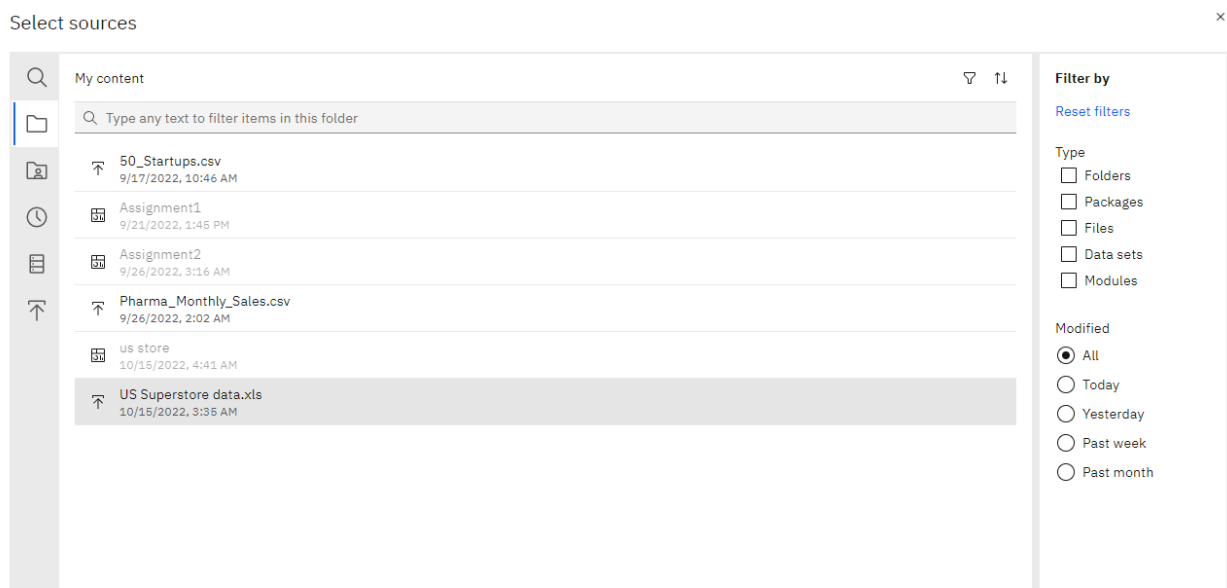 Select sources
My content
Type any text to filter items in this folder
50_Startups.csv
9/17/2022, 10:46 AM
Assignment1
9/21/2022, 1:45 PM
Assignment2
9/26/2022, 3:16 AM
Pharma_Monthly_Sales.csv
9/26/2022, 2:02 AM
us store
10/15/2022, 4:41 AM
US Superstore data.xls
10/15/2022, 3:35 AM
Filter by
Reset filters
Type
Folders
Packages
Files
Data sets
Modules
Modified
All
Today
Yesterday
Past week
Past month